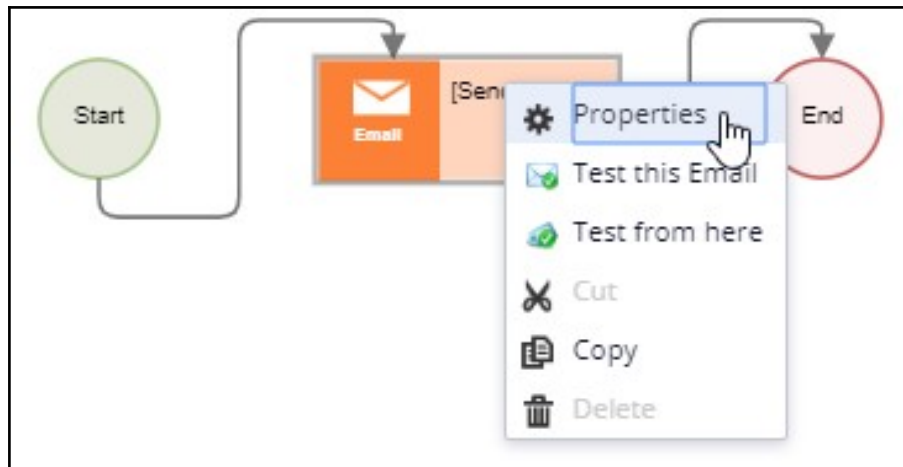 Start
Email
[Sen
Properties
Test this Email
Test from here
Cut
Copy
Delete
End